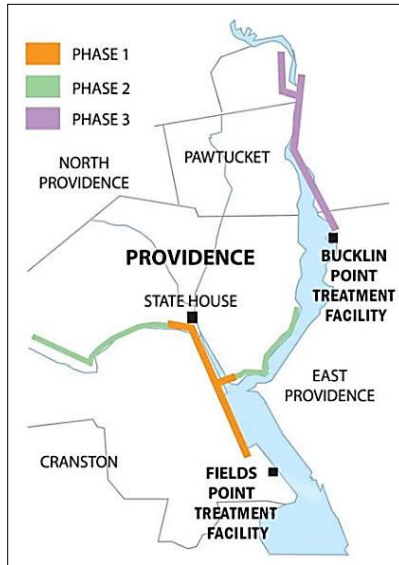 PHASE 1
PHASE 2
PHASE 3
NORTH
PROVIDENCE
PAWTUCKET
PROVIDENCE
STATE HOUSE
BUCKLIN
POINT
TREATMENT
FACILITY
EAST
PROVIDENCE
CRANSTON
FIELDS
POINT
TREATMENT
FACILITY